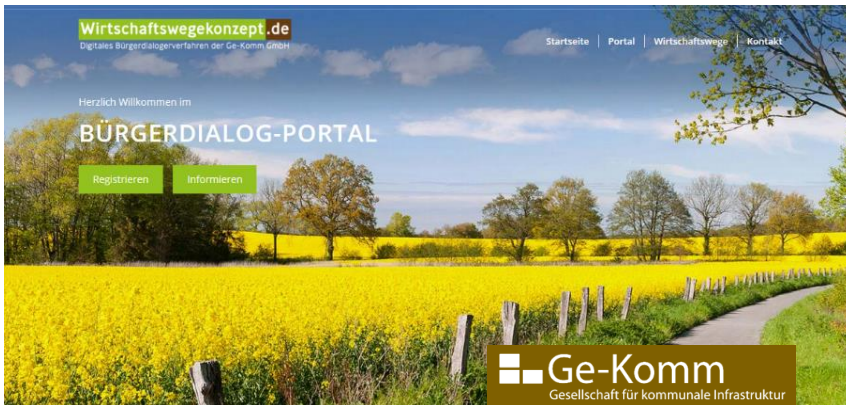 Wirtschaftswegekonzept.de
Digitales Bürgerdialogerverfahren der Ge-Komm GmbH
Startseite | Portal | Wirtschaftswege | Kontakt
Herzlich Willkommen im
BÜRGERDIALOG-PORTAL
Registrieren Informieren
Ge-Komm
Gesellschaft für kommunale Infrastruktur